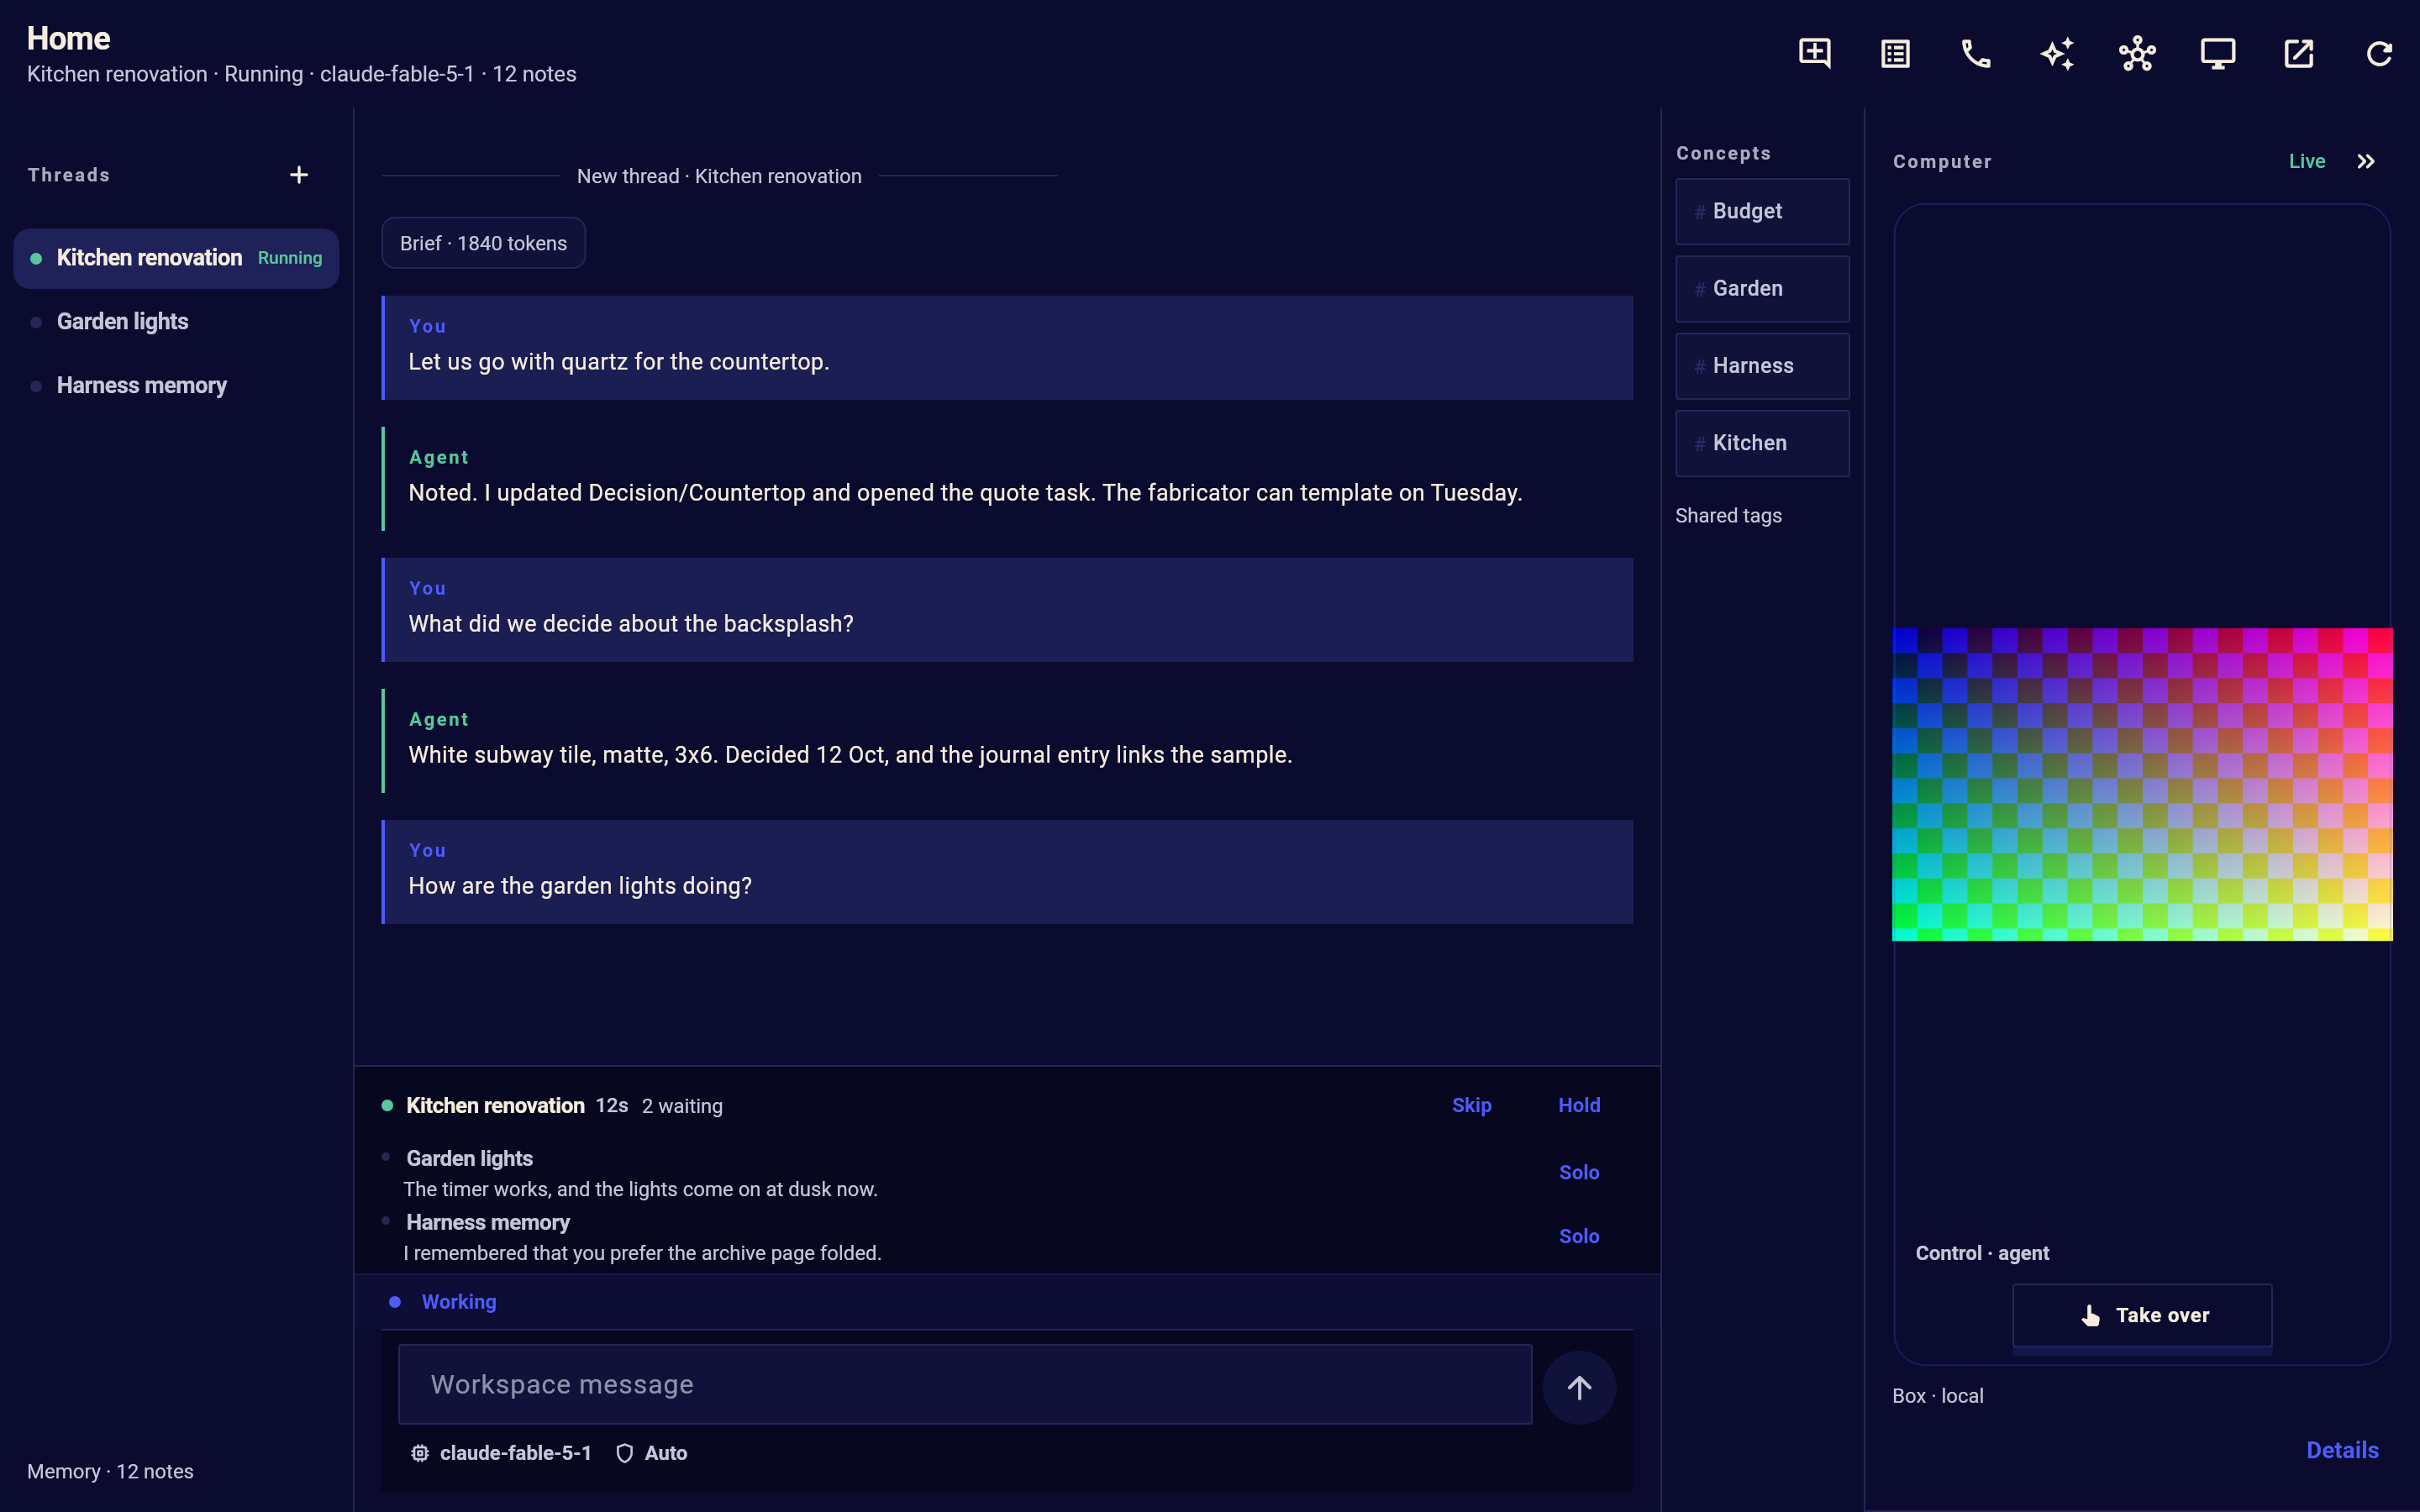 Home
Kitchen renovation · Running · claude-fable-5-1 · 12 notes
Threads
Kitchen renovation Running
Garden lights
Harness memory
Memory · 12 notes
New thread · Kitchen renovation
Brief · 1840 tokens
You
Let us go with quartz for the countertop.
Agent
Noted. I updated Decision/Countertop and opened the quote task. The fabricator can template on Tuesday.
You
What did we decide about the backsplash?
Agent
White subway tile, matte, 3x6. Decided 12 Oct, and the journal entry links the sample.
You
How are the garden lights doing?
Kitchen renovation 12s 2 waiting Skip Hold
Garden lights
The timer works, and the lights come on at dusk now.
Solo
Harness memory
I remembered that you prefer the archive page folded.
Solo
Working
Workspace message
claude-fable-5-1 Auto
Concepts
# Budget
# Garden
# Harness
# Kitchen
Shared tags
Computer Live
Control · agent
Take over
Box · local
Details